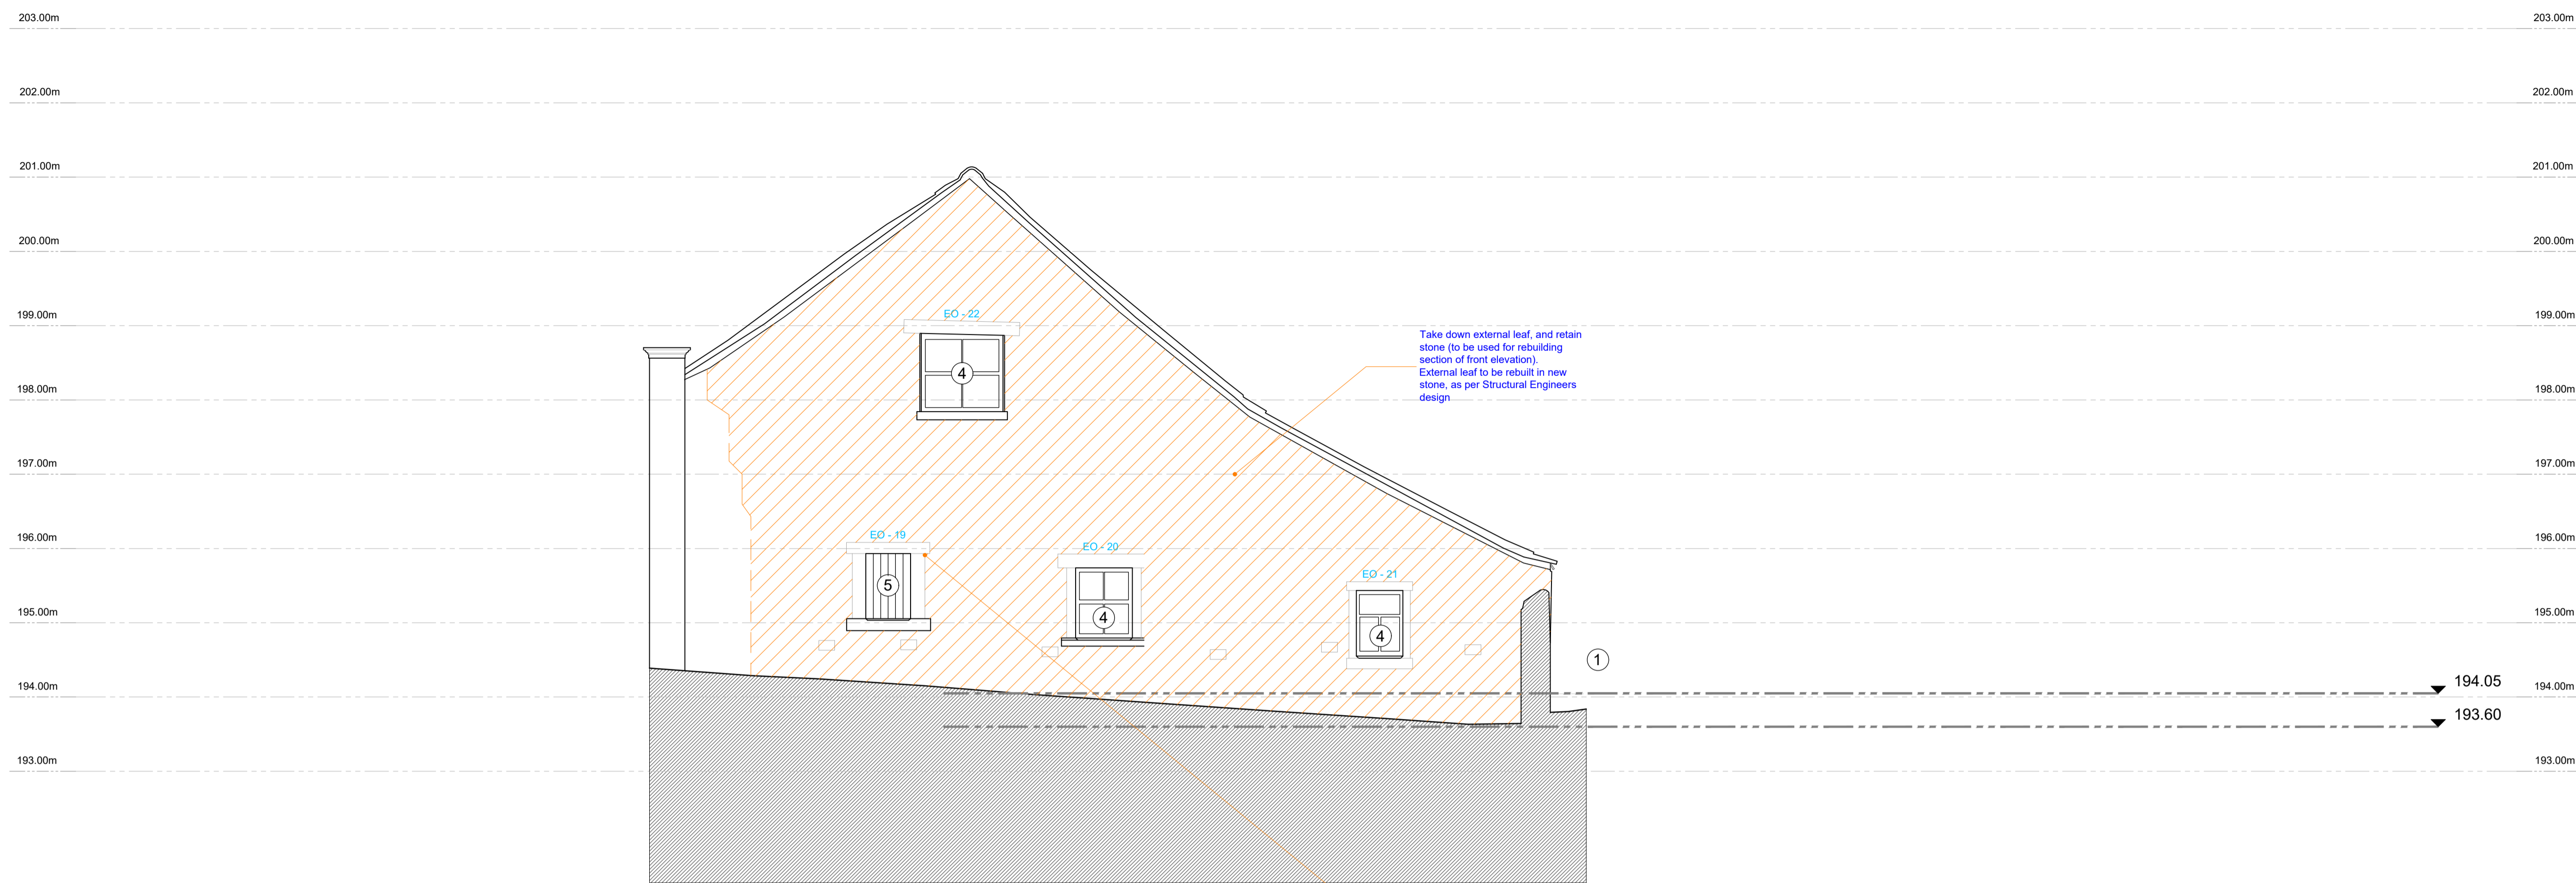 203.00m 203.00m
202.00m 202.00m
201.00m 201.00m
200.00m 200.00m
199.00m 199.00m
EO - 22
Take down external leaf, and retain
stone (to be used for rebuilding
section of front elevation).
External leaf to be rebuilt in new
stone, as per Structural Engineers
design
4
198.00m 198.00m
197.00m 197.00m
196.00m 196.00m
EO - 19
EO - 20
EO - 21
5
4
4
195.00m 195.00m
1
194.00m 194.00m
194.05
193.60
193.00m 193.00m